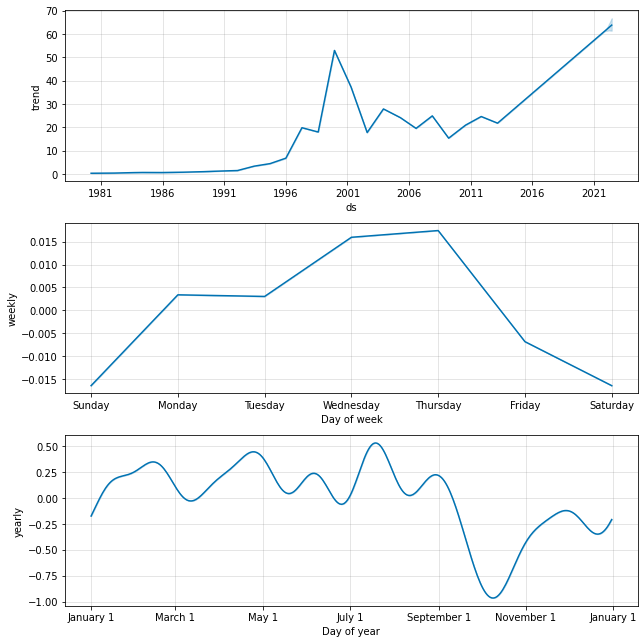 70
60
50
40
30
20
10
0
trend
1981 1986 1991 1996 2001 2006 2011 2016 2021
ds
0.015
0.010
0.005
0.000
−0.005
−0.010
−0.015
weekly
Sunday Monday Tuesday Wednesday Thursday Friday Saturday
Day of week
0.50
0.25
0.00
−0.25
−0.50
−0.75
−1.00
yearly
January 1 March 1 May 1 July 1 September 1 November 1 January 1
Day of year